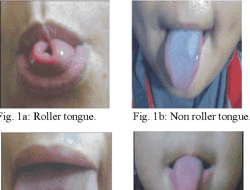 Fig. 1a: Roller tongue.
Fig. 1b: Non roller tongue.